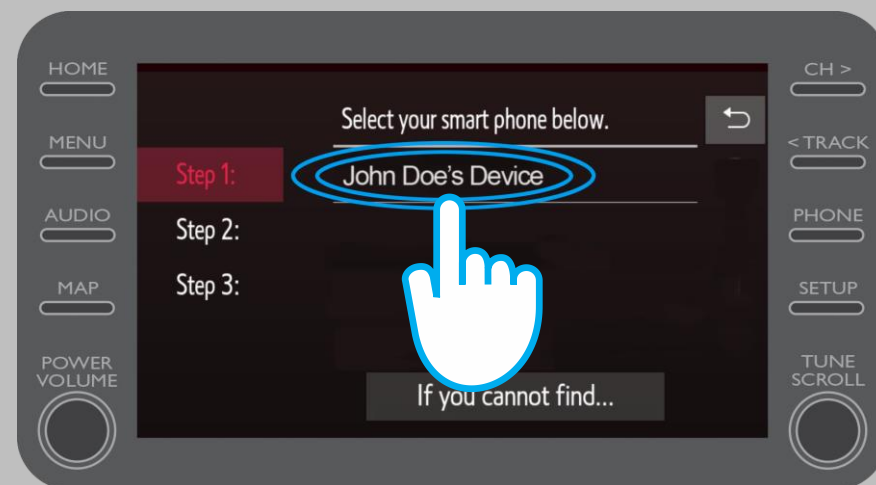 HOME
MENU
AUDIO
MAP
POWER
VOLUME
Select your smart phone below.
Step 1:
John Doe's Device
Step 2:
Step 3:
If you cannot find...
CH >
< TRACK
PHONE
SETUP
TUNE
SCROLL